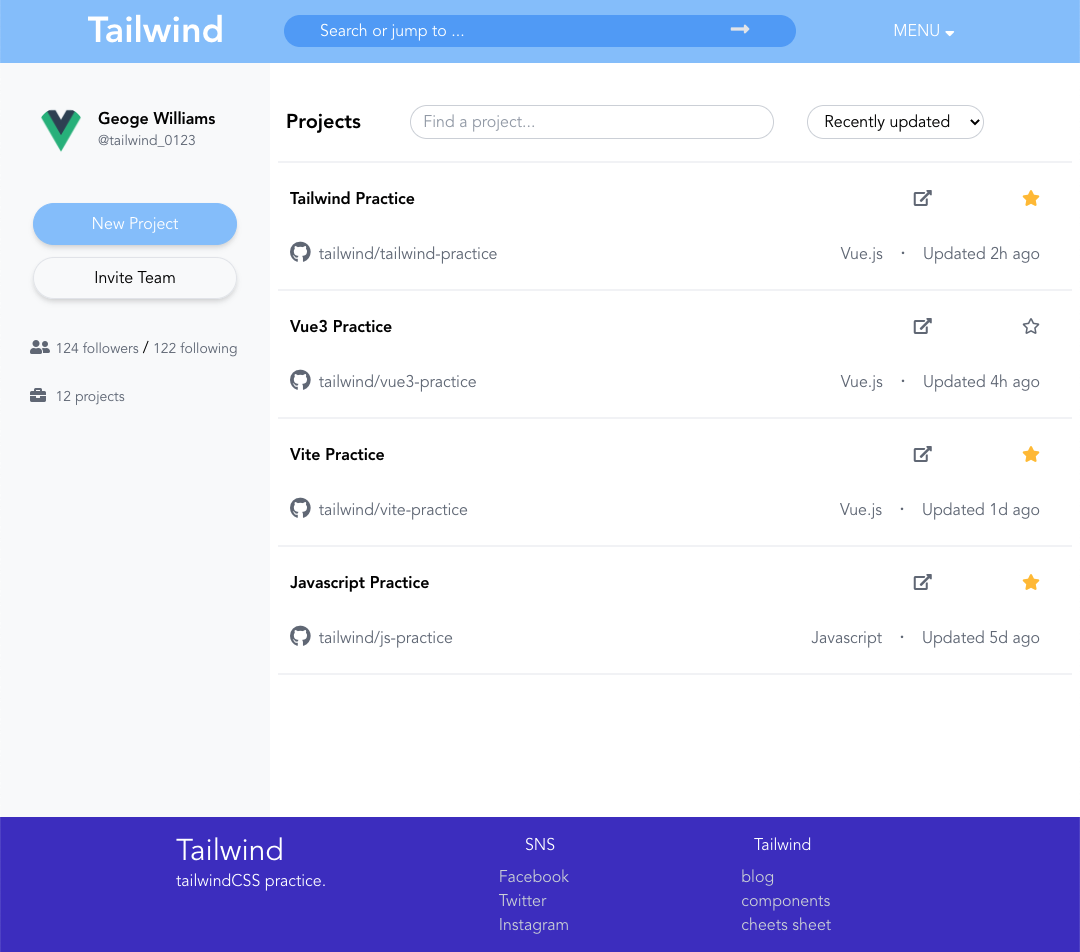 Tailwind
Search or jump to ...
MENU
Geoge Williams
@tailwind_0123
New Project
Invite Team
124 followers / 122 following
12 projects
Projects
Find a project...
Recently updated
Tailwind Practice
tailwind/tailwind-practice Vue.js · Updated 2h ago
Vue3 Practice
tailwind/vue3-practice Vue.js · Updated 4h ago
Vite Practice
tailwind/vite-practice Vue.js · Updated 1d ago
Javascript Practice
tailwind/js-practice Javascript · Updated 5d ago
Tailwind
tailwindCSS practice.
SNS
Facebook
Twitter
Instagram
Tailwind
blog
components
cheets sheet